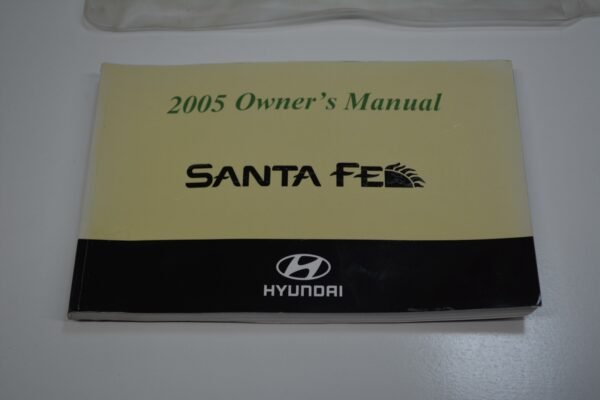 2005 Owner's Manual
SANTA FE
HYUNDAI